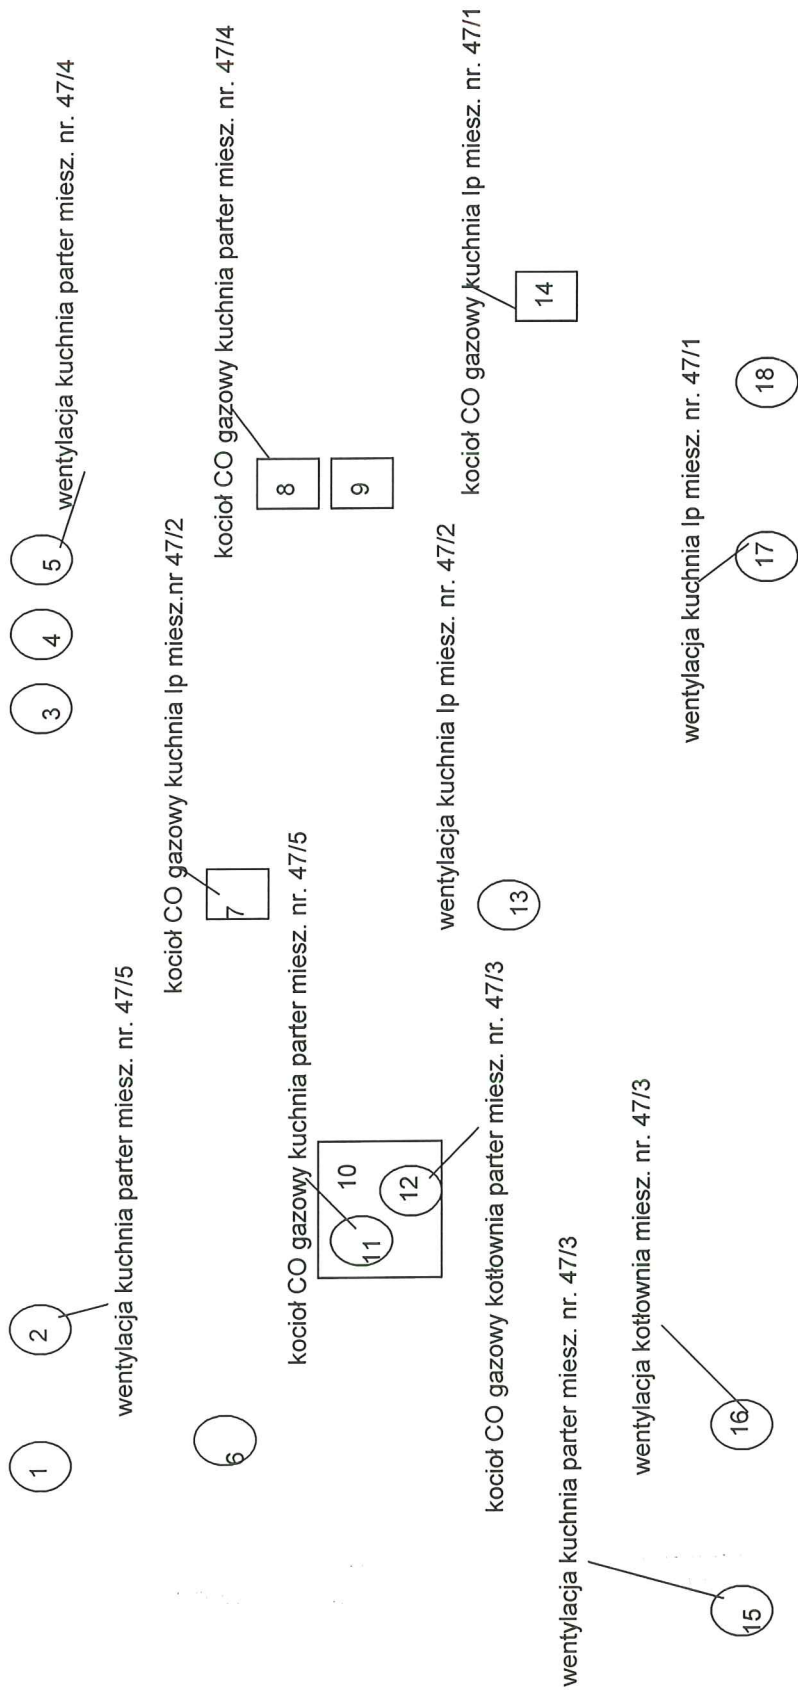 1
2
3
4
5
wentylacja kuchnia parter miesz. nr. 47/4
wentylacja kuchnia parter miesz. nr. 47/5
kocioł CO gazowy kuchnia Ip miesz.nr 47/2
kocioł CO gazowy kuchnia parter miesz. nr. 47/4
6
7
8
9
kocioł CO gazowy kuchnia parter miesz. nr. 47/5
10
11
12
wentylacja kuchnia Ip miesz. nr. 47/2
kocioł CO gazowy kuchnia Ip miesz. nr. 47/1
13
14
kocioł CO gazowy kotłownia parter miesz. nr. 47/3
wentylacja kuchnia parter miesz. nr. 47/3
wentylacja kotłownia miesz. nr. 47/3
wentylacja kuchnia Ip miesz. nr. 47/1
15
16
17
18